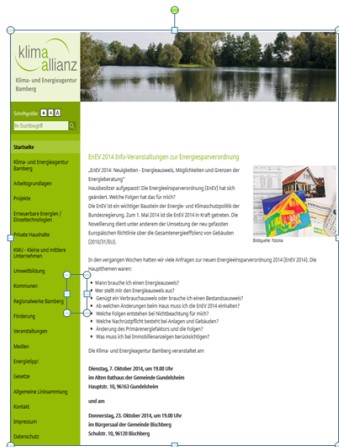 klima
allianz
Klima- und Energieagentur
Bamberg
Schriftgröße: A A A
Ihr Suchbegriff
Startseite
Klima- und Energieagentur
Bamberg
Arbeitsgrundlagen
Projekte
Erneuerbare Energien /
Einzeltechnologien
Private Haushalte
KMU - Kleine und mittlere
Unternehmen
Umweltbildung
Kommunen
Regionalwerke Bamberg
Förderung
Veranstaltungen
Medien
Energietipp!
Gesetze
Allgemeine Linksammlung
Kontakt
Impressum
Datenschutz
EnEV 2014 Info-Veranstaltungen zur Energiesparverordnung
„EnEV 2014: Neuigkeiten - Energieausweis, Möglichkeiten und Grenzen der
Energieberatung"
Hausbesitzer aufgepasst! Die Energieeinsparverordnung (EnEV) hat sich
geändert. Welche Folgen hat das für mich?
Die EnEV ist ein wichtiger Baustein der Energie- und Klimaschutzpolitik der
Bundesregierung. Zum 1. Mai 2014 ist die EnEV 2014 in Kraft getreten. Die
Novellierung dient unter anderem der Umsetzung der neu gefassten
Europäischen Richtlinie über die Gesamtenergieeffizienz von Gebäuden
(2010/31/EU).
Bildquelle: fotolia
In den vergangen Wochen hatten wir viele Anfragen zur neuen Energieeinsparverordnung 2014 (EnEV 2014). Die
Hauptthemen waren:
Wann brauche ich einen Energieausweis?
Wer stellt mir den Energieausweis aus?
Genügt ein Verbrauchsausweis oder brauche ich einen Bedarfsausweis?
Ab welchen Änderungen beim Haus muss ich die EnEV 2014 einhalten?
Welche Folgen entstehen bei Nichtbeachtung für mich?
Welche Nachrüstpflicht besteht bei Anlagen und Gebäuden?
Änderung des Primärenergiefaktors und die Folgen?
Was muss ich bei Immobilienanzeigen berücksichtigen?
Die Klima- und Energieagentur Bamberg veranstaltet am
Dienstag, 7. Oktober 2014, um 19.00 Uhr
im Alten Rathaus der Gemeinde Gundelsheim
Hauptstr. 10, 96163 Gundelsheim
und am
Donnerstag, 23. Oktober 2014, um 19.00 Uhr
im Bürgersaal der Gemeinde Bischberg
Schulstr. 10, 96120 Bischberg